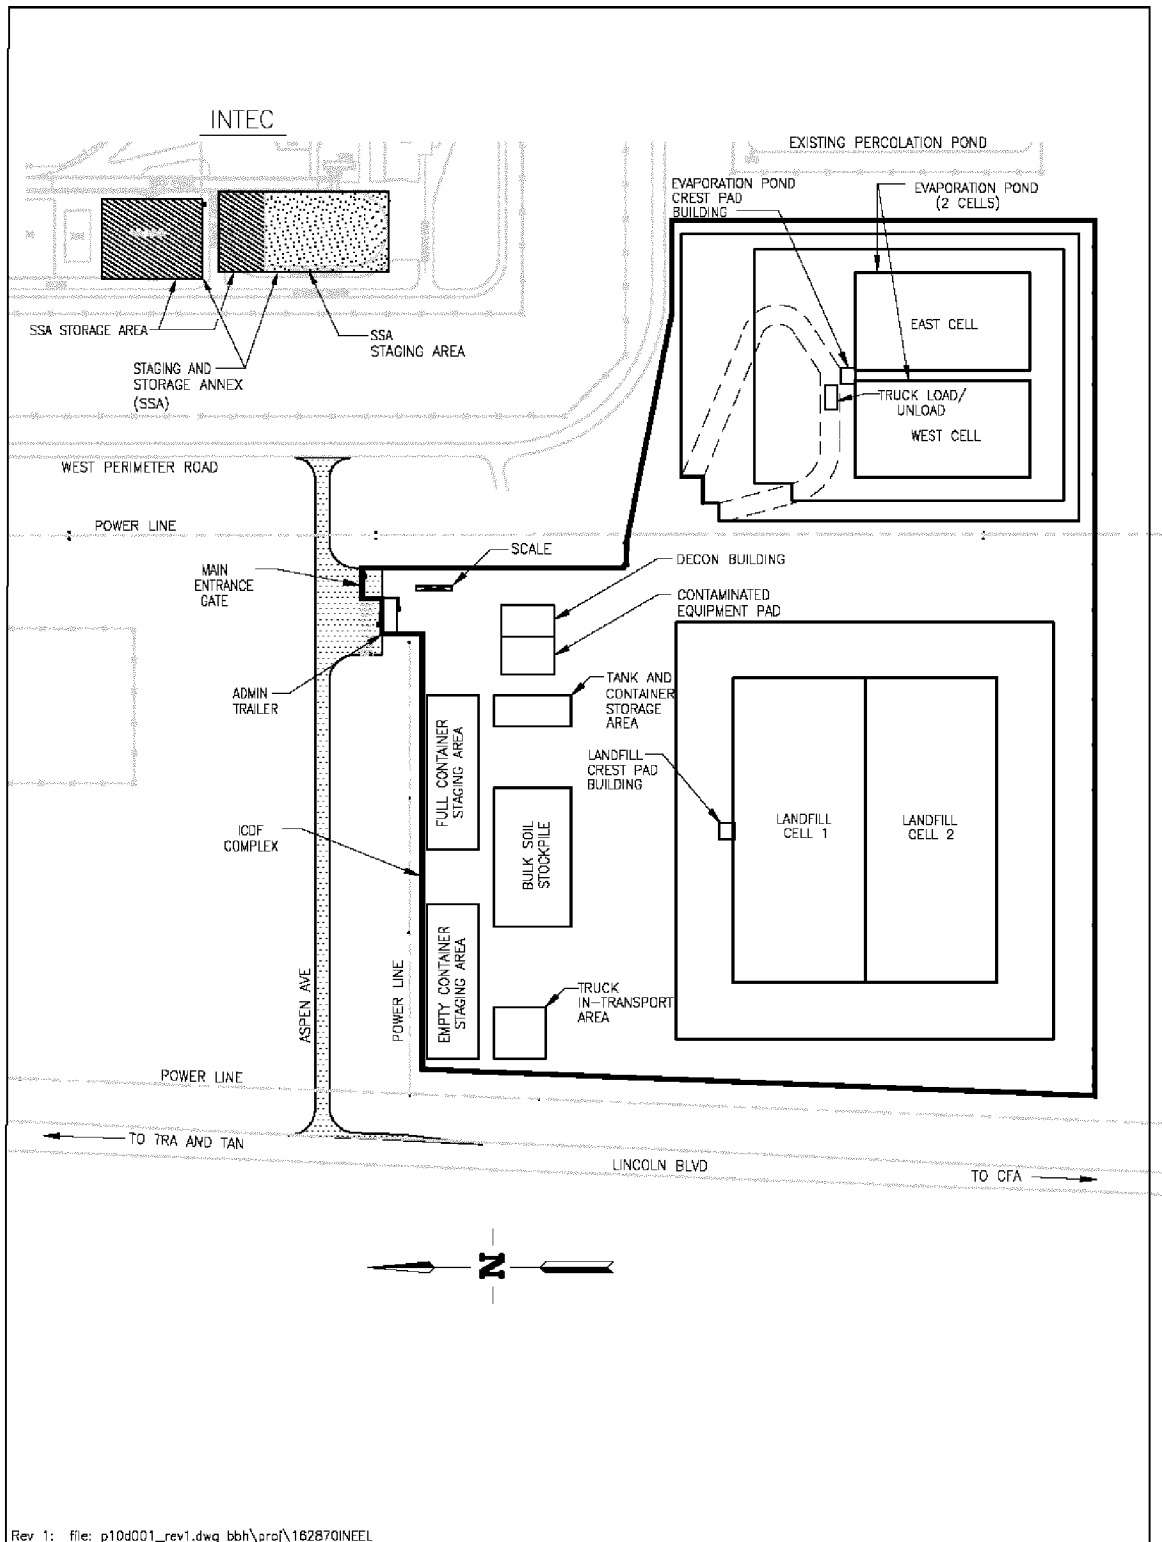 INTEC
EXISTING PERCOLATION POND
EVAPORATION POND
CREST PAD
BUILDING
EVAPORATION POND
(2 CELLS)
EAST CELL
TRUCK LOAD/
UNLOAD
WEST CELL
SSA STORAGE AREA
SSA
STAGING AREA
STAGING AND
STORAGE ANNEX
(SSA)
WEST PERIMETER ROAD
POWER LINE
SCALE
MAIN
ENTRANCE
GATE
DECON BUILDING
CONTAMINATED
EQUIPMENT PAD
ADMIN
TRAILER
TANK AND
CONTAINER
STORAGE
AREA
FULL CONTAINER
STAGING AREA
LANDFILL
CREST PAD
BUILDING
ICDF
COMPLEX
BULK SOIL
STOCKPILE
LANDFILL
CELL 1
LANDFILL
CELL 2
ASPEN AVE
POWER LINE
EMPTY CONTAINER
STAGING AREA
TRUCK
IN-TRANSPORT
AREA
POWER LINE
TO TRA AND TAN
LINCOLN BLVD
TO CFA
N
Rev 1: file: p10d001_rev1.dwg bbh\proj\162870INEEL